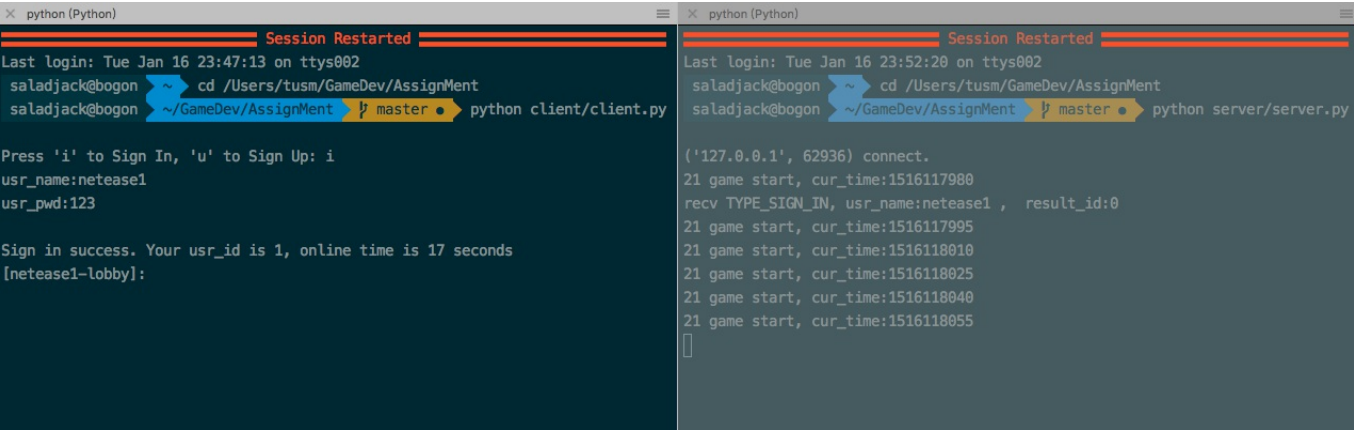 python (Python)
Session Restarted
Last login: Tue Jan 16 23:47:13 on ttys002
saladjack@bogon ~ cd /Users/tusm/GameDev/AssignMent
saladjack@bogon ~/GameDev/AssignMent master ● python client/client.py
Press 'i' to Sign In, 'u' to Sign Up: i
usr_name:netease1
usr_pwd:123
Sign in success. Your usr_id is 1, online time is 17 seconds
[netease1-lobby]:
python (Python)
Session Restarted
Last login: Tue Jan 16 23:52:20 on ttys002
saladjack@bogon ~ cd /Users/tusm/GameDev/AssignMent
saladjack@bogon ~/GameDev/AssignMent master ● python server/server.py
('127.0.0.1', 62936) connect.
21 game start, cur_time:1516117980
recv TYPE_SIGN_IN, usr_name:netease1 ,  result_id:0
21 game start, cur_time:1516117995
21 game start, cur_time:1516118010
21 game start, cur_time:1516118025
21 game start, cur_time:1516118040
21 game start, cur_time:1516118055